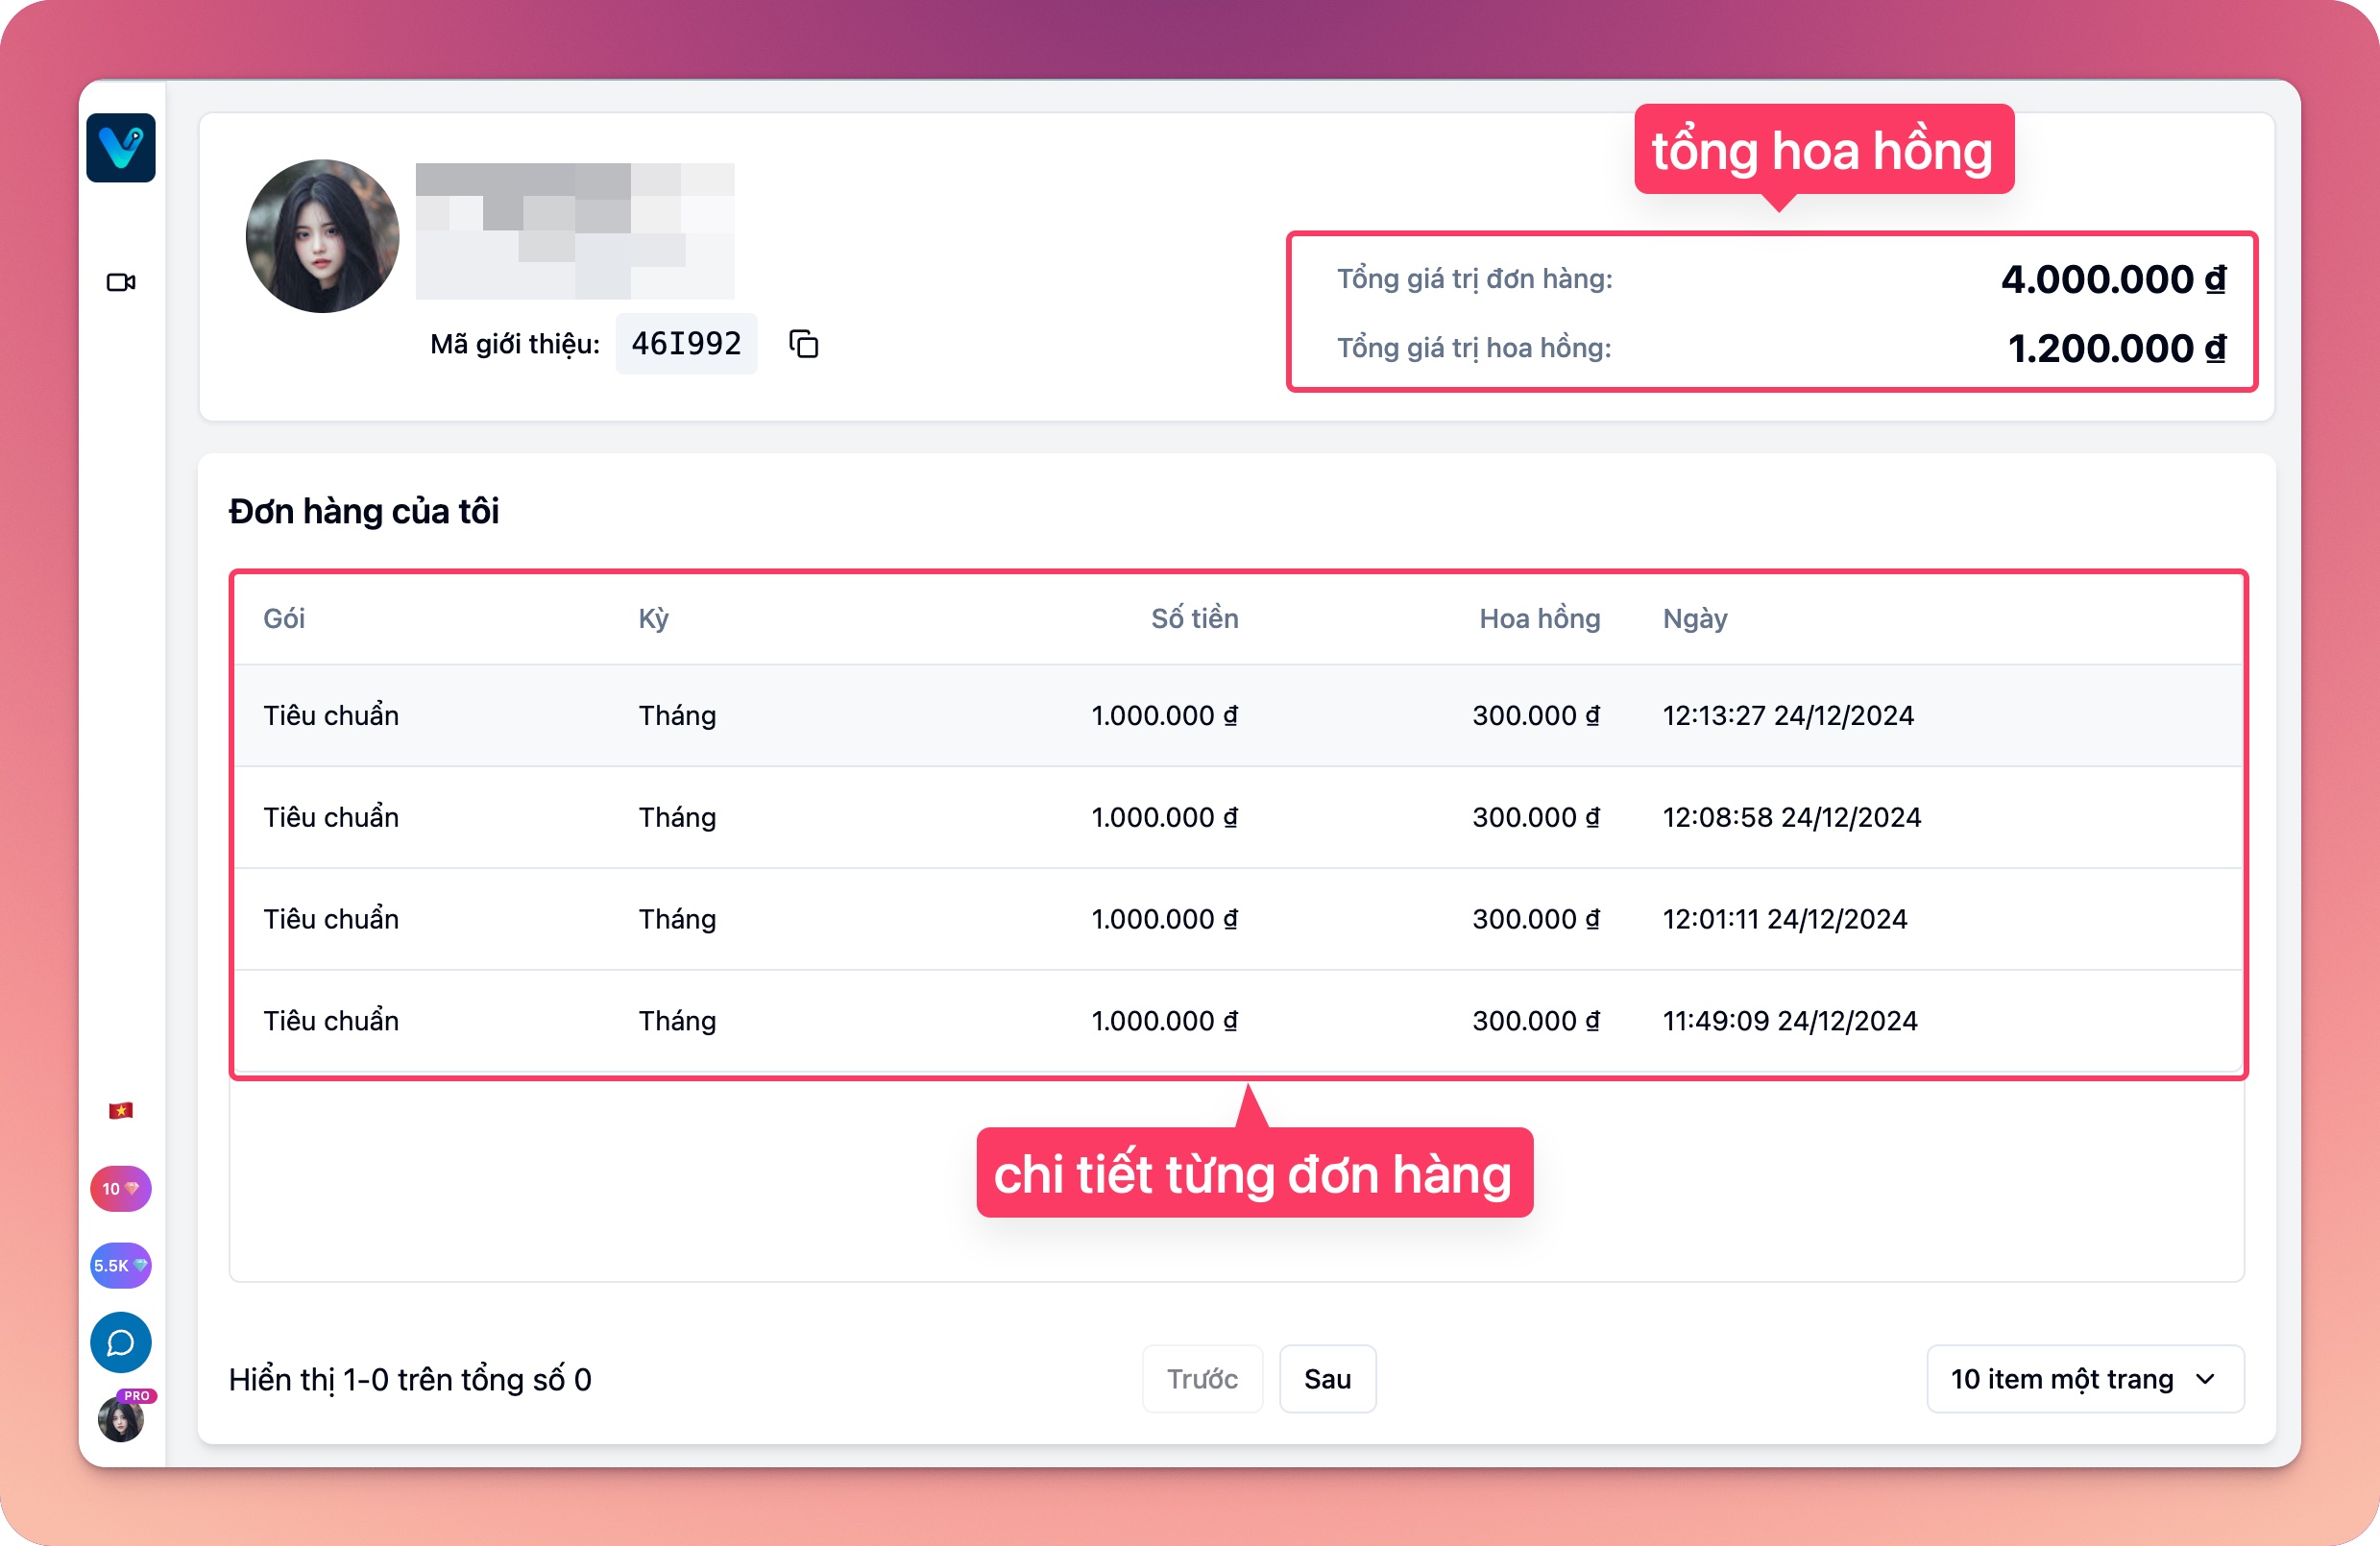 tổng hoa hồng
Tổng giá trị đơn hàng: 4.000.000 ₫
Tổng giá trị hoa hồng: 1.200.000 ₫
Mã giới thiệu: 46I992
Đơn hàng của tôi
Gói Kỳ Số tiền Hoa hồng Ngày
Tiêu chuẩn Tháng 1.000.000 ₫ 300.000 ₫ 12:13:27 24/12/2024
Tiêu chuẩn Tháng 1.000.000 ₫ 300.000 ₫ 12:08:58 24/12/2024
Tiêu chuẩn Tháng 1.000.000 ₫ 300.000 ₫ 12:01:11 24/12/2024
Tiêu chuẩn Tháng 1.000.000 ₫ 300.000 ₫ 11:49:09 24/12/2024
chi tiết từng đơn hàng
10
5.5K
PRO
Hiển thị 1-0 trên tổng số 0
Trước
Sau
10 item một trang